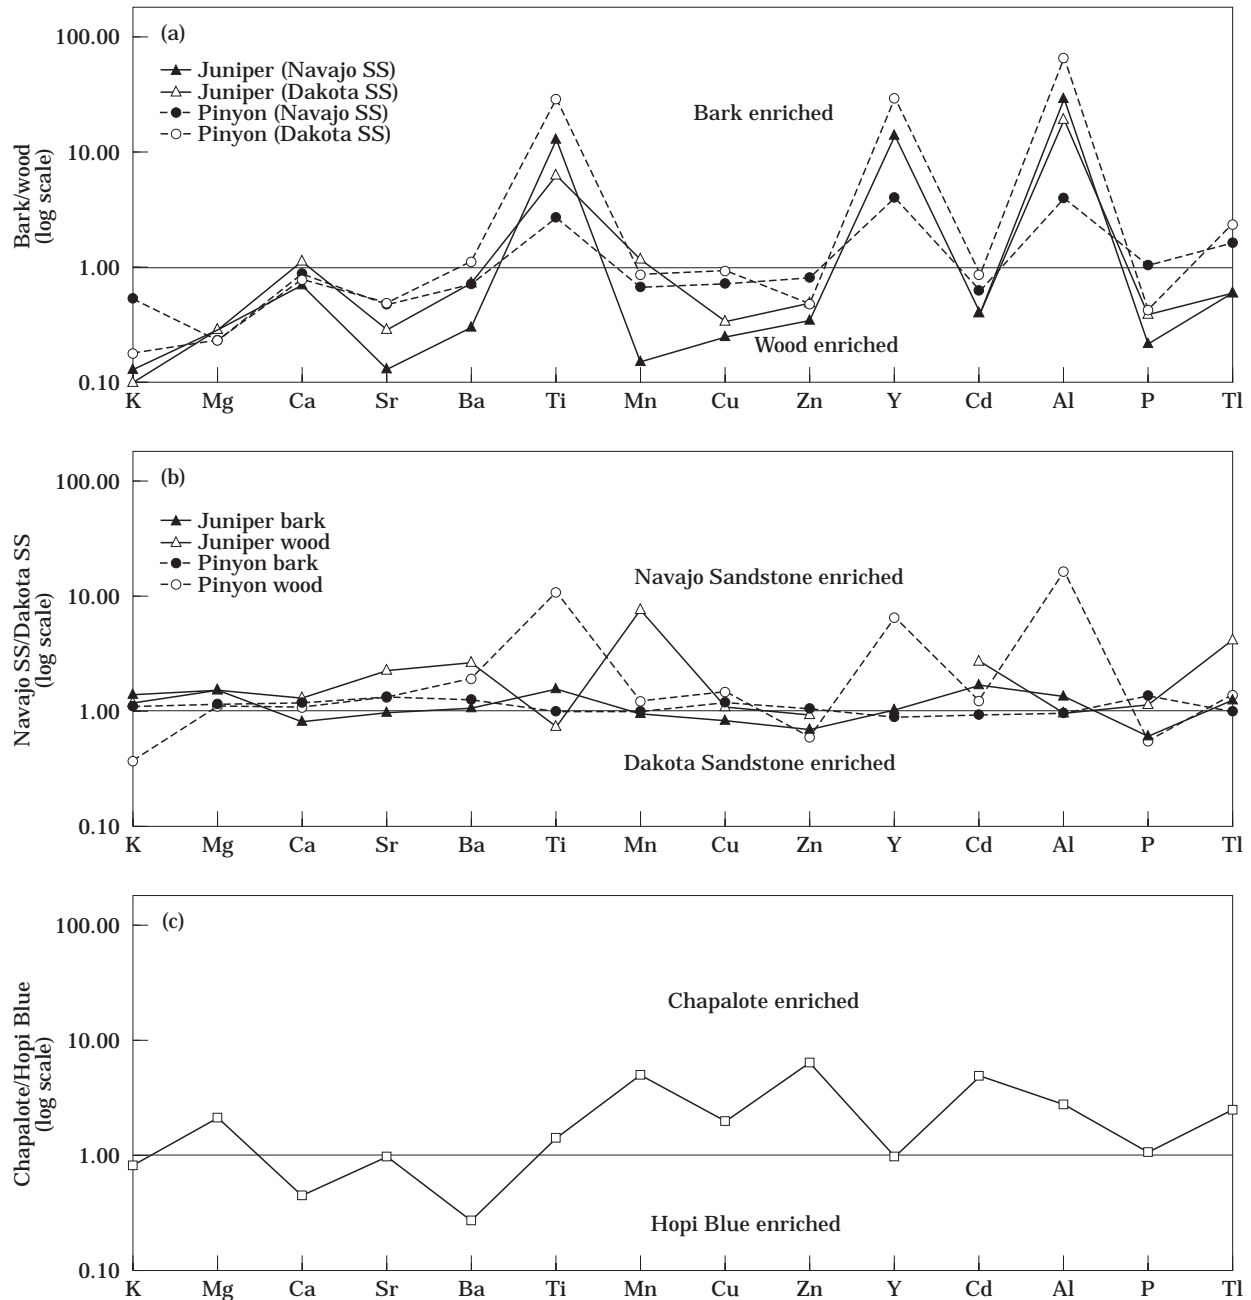 (a)
100.00
10.00
1.00
0.10
Bark/wood
(log scale)
Juniper (Navajo SS)
Juniper (Dakota SS)
Pinyon (Navajo SS)
Pinyon (Dakota SS)
Bark enriched
Wood enriched
K Mg Ca Sr Ba Ti Mn Cu Zn Y Cd Al P Tl
(b)
100.00
10.00
1.00
0.10
Navajo SS/Dakota SS
(log scale)
Juniper bark
Juniper wood
Pinyon bark
Pinyon wood
Navajo Sandstone enriched
Dakota Sandstone enriched
K Mg Ca Sr Ba Ti Mn Cu Zn Y Cd Al P Tl
(c)
100.00
10.00
1.00
0.10
Chapalote/Hopi Blue
(log scale)
Chapalote enriched
Hopi Blue enriched
K Mg Ca Sr Ba Ti Mn Cu Zn Y Cd Al P Tl